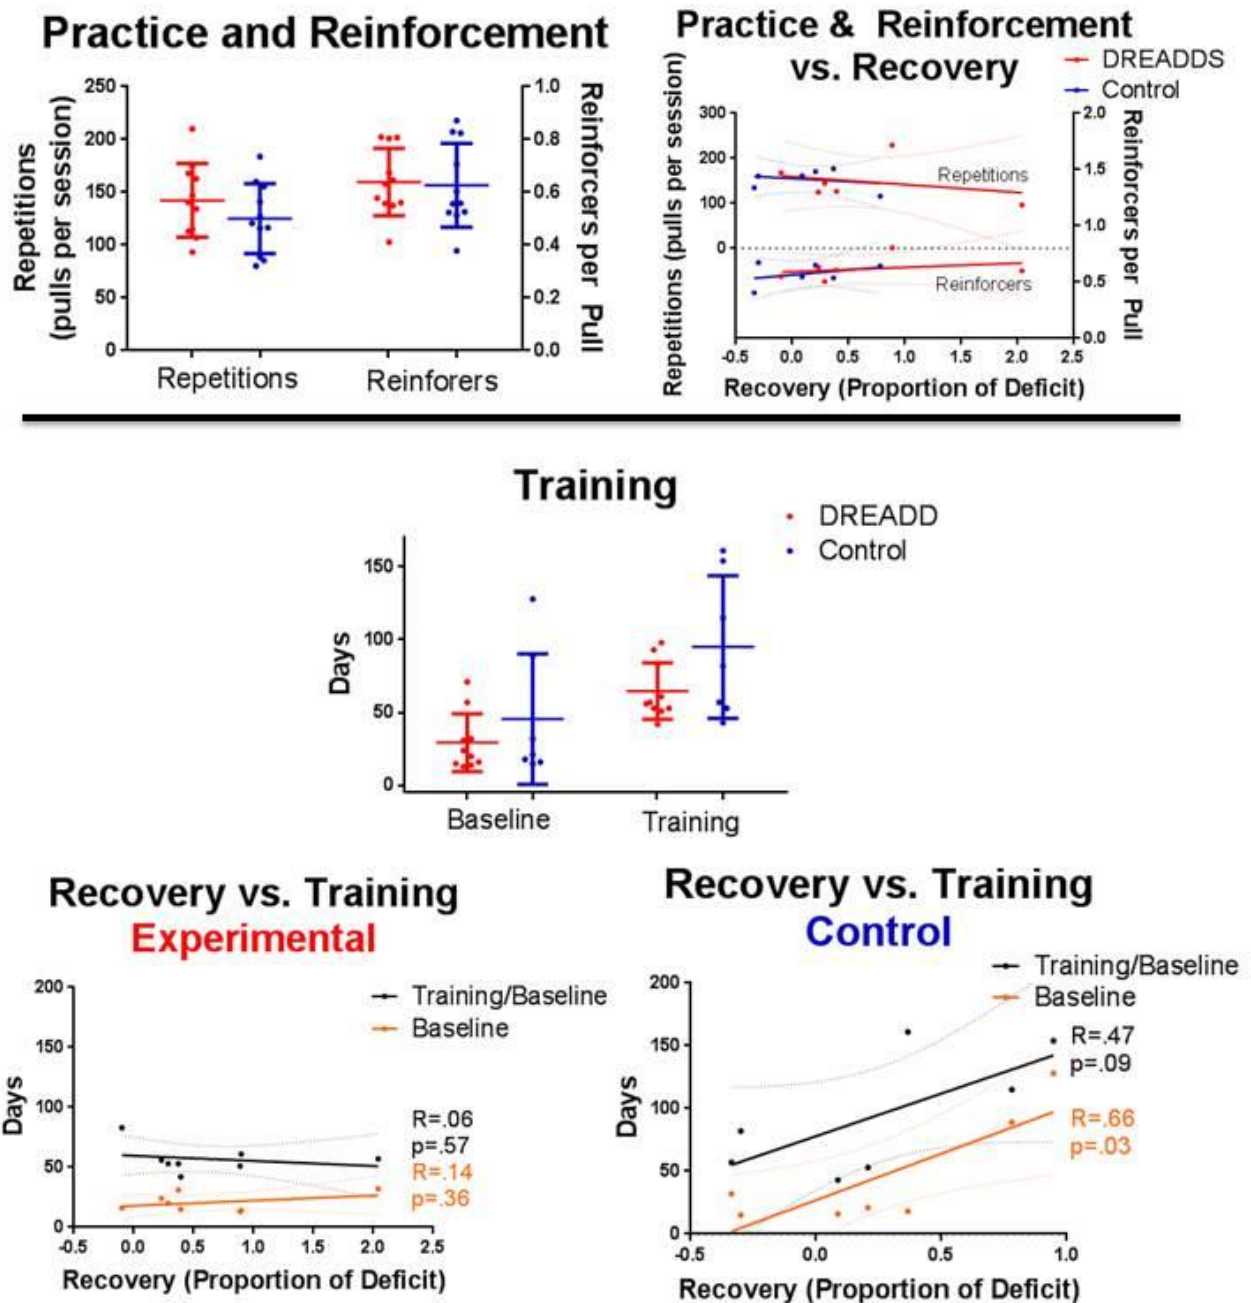 Practice and Reinforcement
Repetitions
(pulls per session)
250
200
150
100
50
0
1.0
0.8
0.6
0.4
0.2
0.0
Reinforcers per Pull
Repetitions
Reinforers
Practice & Reinforcement
vs. Recovery
DREADDS
Control
Repetitions (pulls per session)
300
200
100
0
2.0
1.5
1.0
0.5
0.0
Reinforcers per Pull
Repetitions
Reinforcers
-0.5 0.0 0.5 1.0 1.5 2.0 2.5
Recovery (Proportion of Deficit)
Training
DREADD
Control
Days
150
100
50
0
Baseline
Training
Recovery vs. Training
Experimental
Training/Baseline
Baseline
Days
200
150
100
50
0
R=.06
p=.57
R=.14
p=.36
-0.5 0.0 0.5 1.0 1.5 2.0 2.5
Recovery (Proportion of Deficit)
Recovery vs. Training
Control
Training/Baseline
Baseline
Days
200
150
100
50
0
R=.47
p=.09
R=.66
p=.03
-0.5 0.0 0.5 1.0
Recovery (Proportion of Deficit)